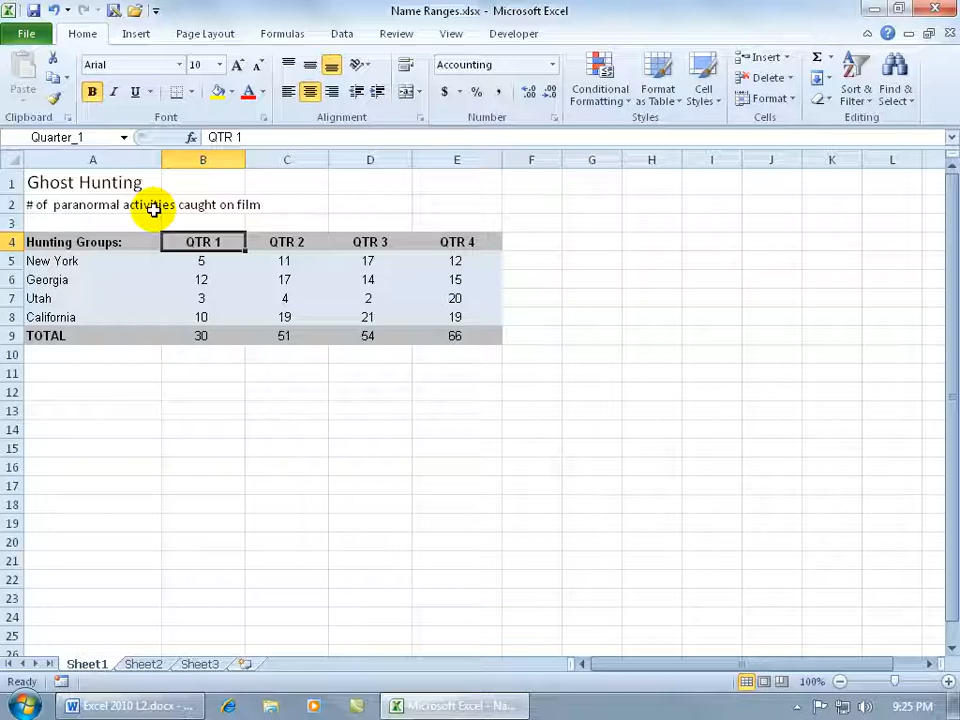 Name Ranges.xlsx - Microsoft Excel
File Home Insert Page Layout Formulas Data Review View Developer
Paste
Arial 10
Accounting
Conditional Formatting
Format as Table
Cell Styles
Insert
Delete
Format
Sort & Filter
Find & Select
Clipboard Font Alignment Number Styles Cells Editing
Quarter_1 fx QTR 1
A B C D E F G H I J K L
1 Ghost Hunting
2 # of paranormal activities caught on film
3
4 Hunting Groups: QTR 1 QTR 2 QTR 3 QTR 4
5 New York 5 11 17 12
6 Georgia 12 17 14 15
7 Utah 3 4 2 20
8 California 10 19 21 19
9 TOTAL 30 51 54 66
10
11
12
13
14
15
16
17
18
19
20
21
22
23
24
25
26
Sheet1 Sheet2 Sheet3
Ready 100%
Excel 2010 L2.docx - ... Microsoft Excel - Na... 9:25 PM